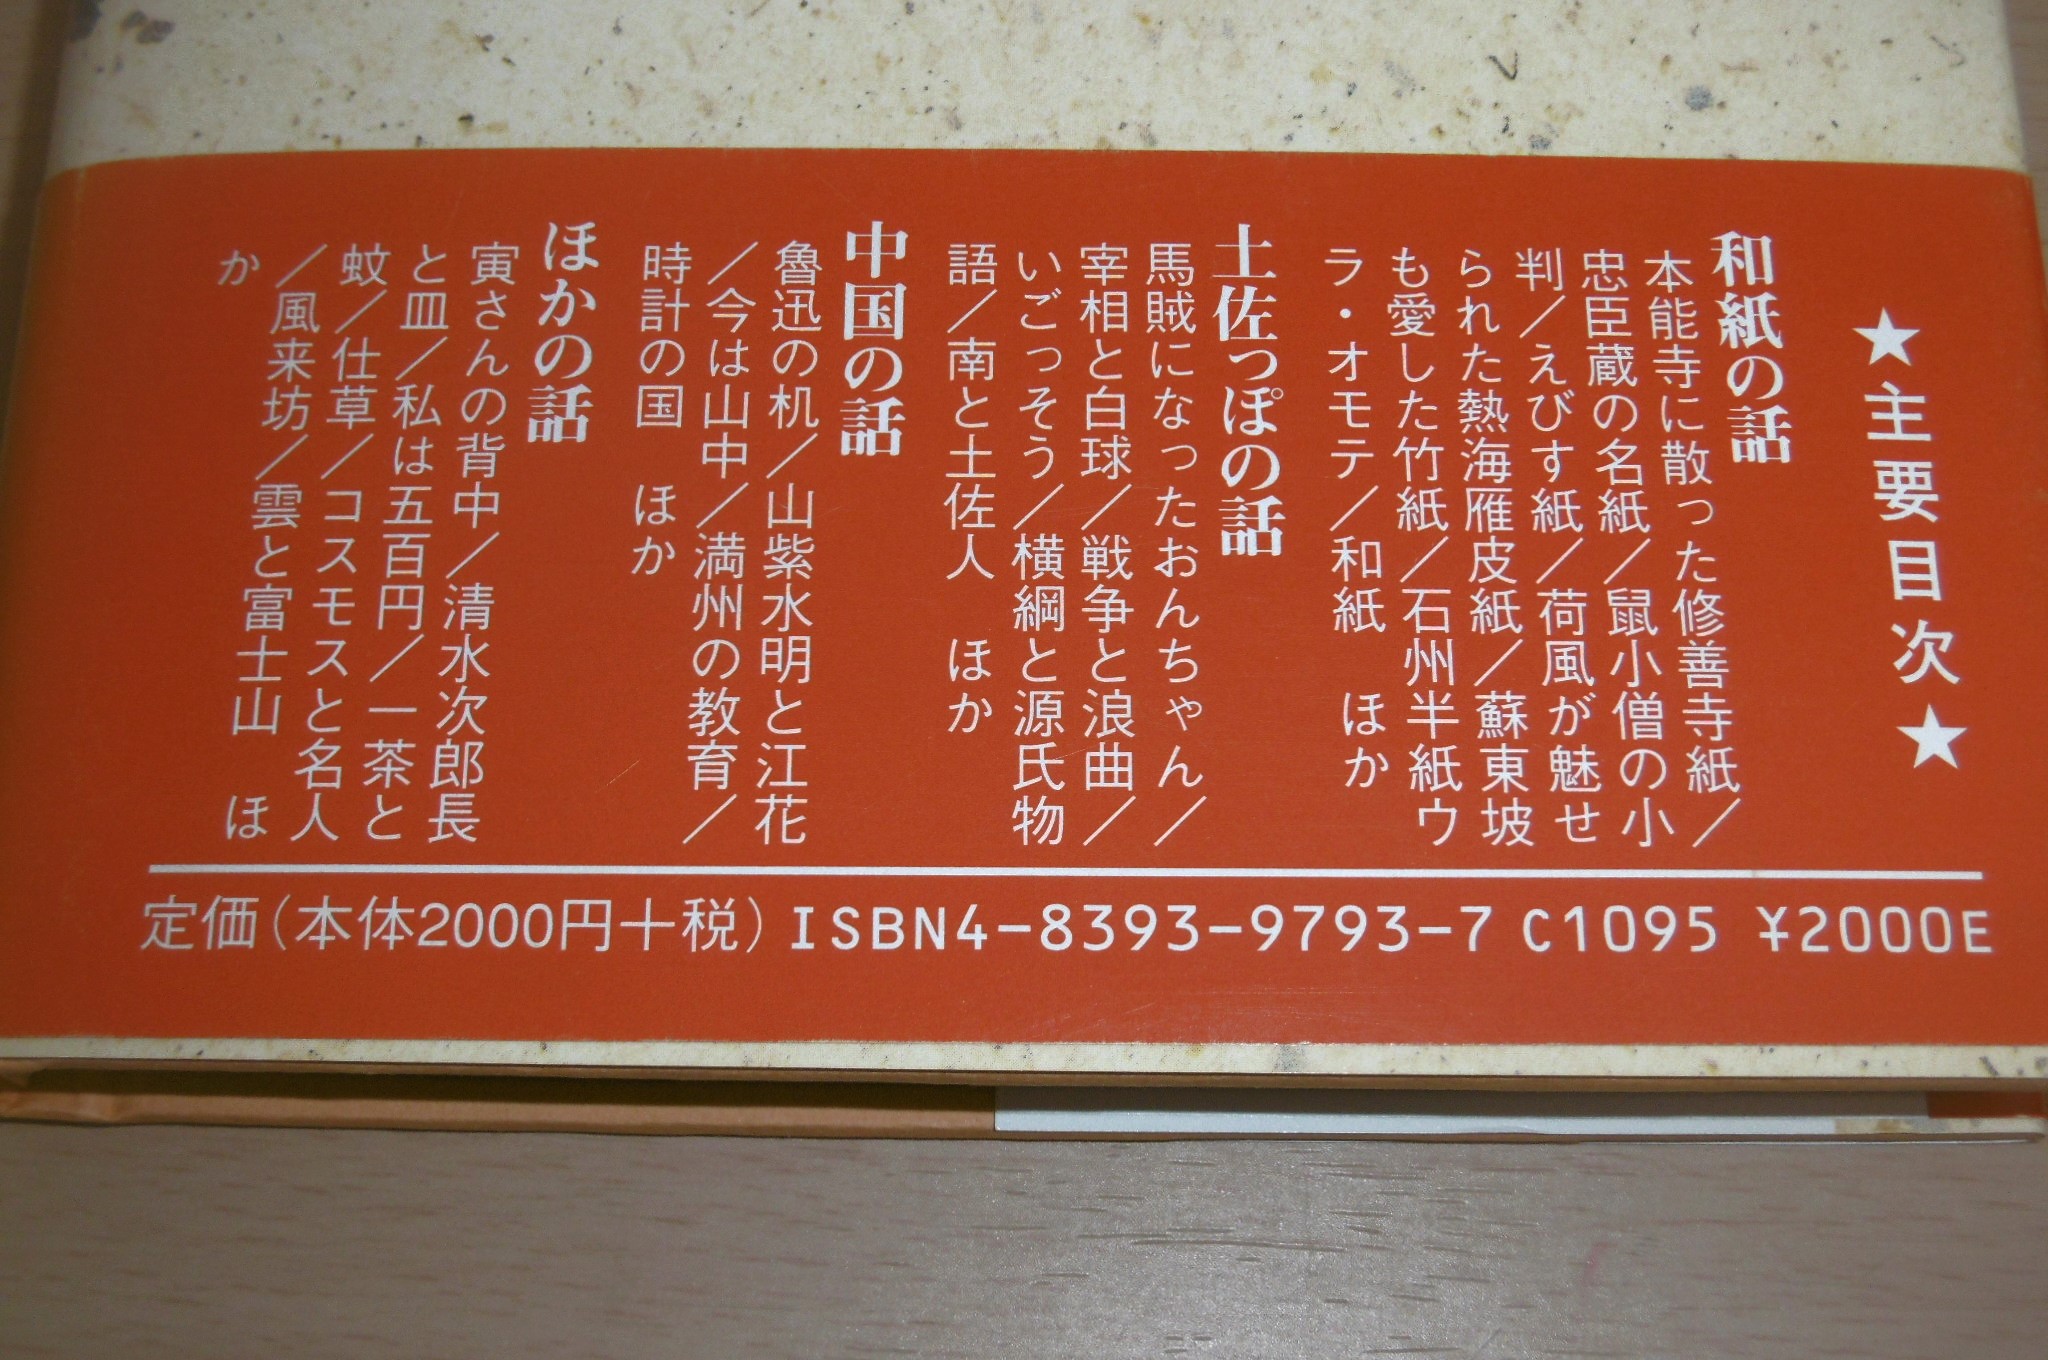 ★主要目次★
和紙の話
本能寺に散った修善寺紙／
忠臣蔵の名紙／鼠小僧の小
判／えびす紙／荷風が魅せ
られた熱海雁皮紙／蘇東坡
も愛した竹紙／石州半紙ウ
ラ・オモテ／和紙　ほか
土佐っぽの話
馬賊になったおんちゃん／
宰相と白球／戦争と浪曲／
いごっそう／横綱と源氏物
語／南と土佐人　ほか
中国の話
魯迅の机／山紫水明と江花
／今は山中／満州の教育／
時計の国　ほか
ほかの話
寅さんの背中／清水次郎長
と皿／私は五百円／一茶と
蚊／仕草／コスモスと名人
／風来坊／雲と富士山　ほ
か
定価(本体2000円＋税) ISBN4-8393-9793-7 C1095 ¥2000E